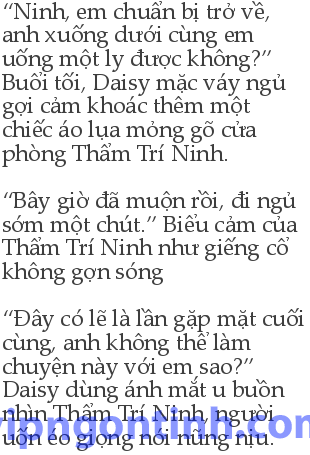 “Ninh, em chuẩn bị trở về,
anh xuống dưới cùng em
uống một ly được không?”
Buổi tối, Daisy mặc váy ngủ
gợi cảm khoác thêm một
chiếc áo lụa mỏng gõ cửa
phòng Thẩm Trí Ninh.
“Bây giờ đã muộn rồi, đi ngủ
sớm một chút.” Biểu cảm của
Thẩm Trí Ninh như giếng cổ
không gợn sóng
“Đây có lẽ là lần gặp mặt cuối
cùng, anh không thể làm
chuyện này với em sao?”
Daisy dùng ánh mắt u buồn
nhìn Thẩm Trí Ninh, người
uốn éo giọng nói nũng nịu.
vipngontinh.com